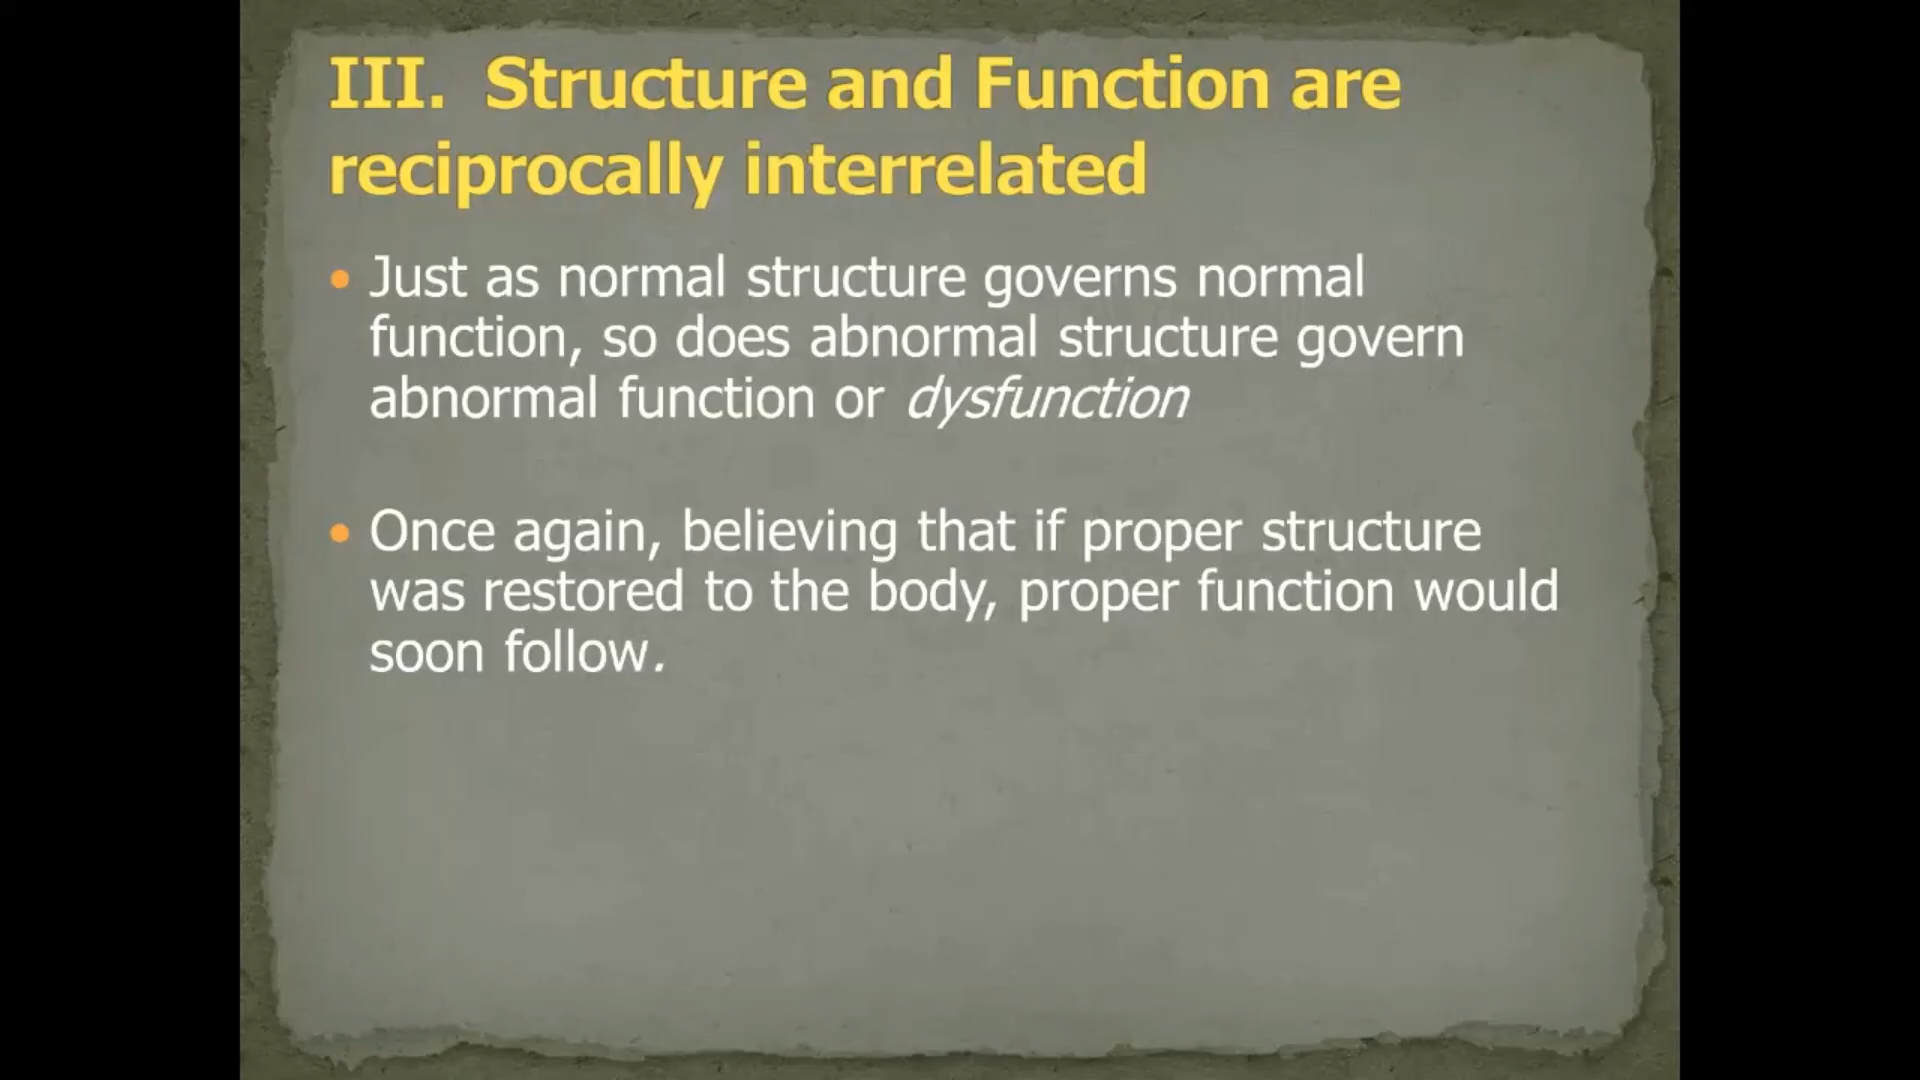 III. Structure and Function are
reciprocally interrelated
• Just as normal structure governs normal
function, so does abnormal structure govern
abnormal function or dysfunction
• Once again, believing that if proper structure
was restored to the body, proper function would
soon follow.